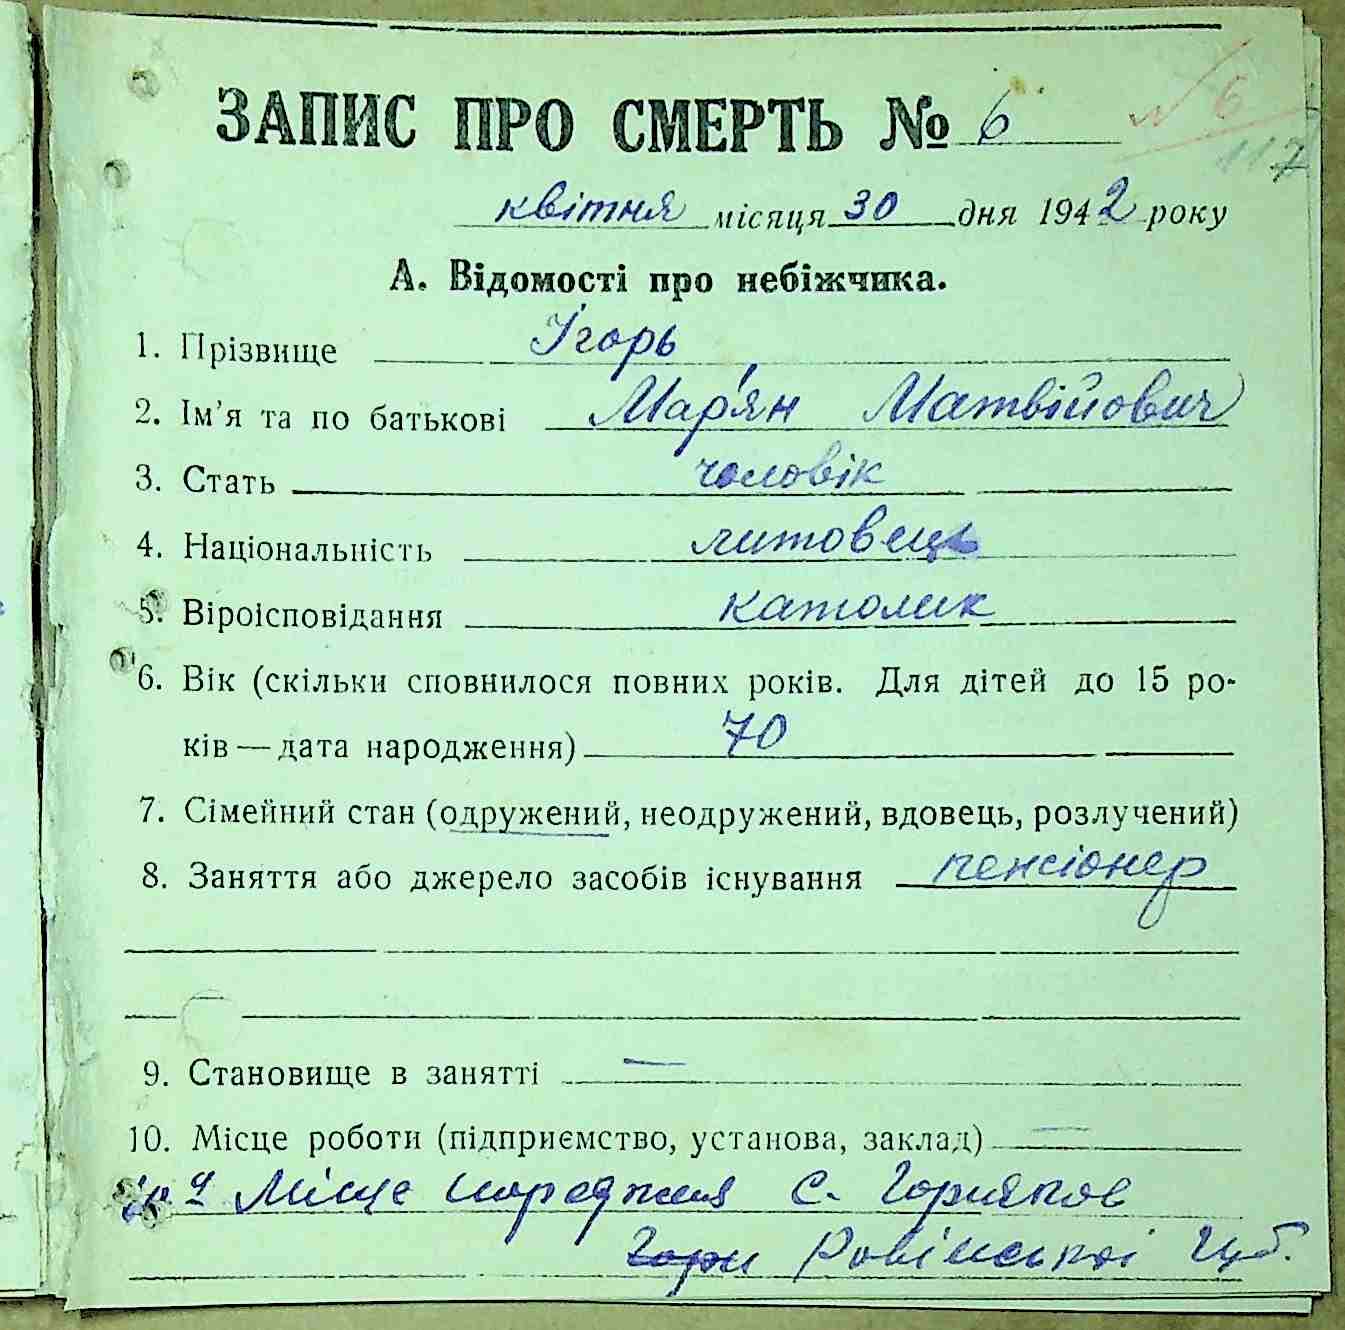 ЗАПИС ПРО СМЕРТЬ № 6
№ 6
117
квітня місяця 30 дня 1942 року
А. Відомості про небіжчика.
1. Прізвище Ігорь
2. Ім'я та по батькові Мар'ян Матвійович
3. Стать чоловік
4. Національність литовець
5. Віроісповідання католик
6. Вік (скільки сповнилося повних років. Для дітей до 15 ро-
ків — дата народження) 70
7. Сімейний стан (одружений, неодружений, вдовець, розлучений)
8. Заняття або джерело засобів існування пенсіонер
9. Становище в занятті —
10. Місце роботи (підприємство, установа, заклад) —
Місце народження с. Горняков
Ровінської губ.